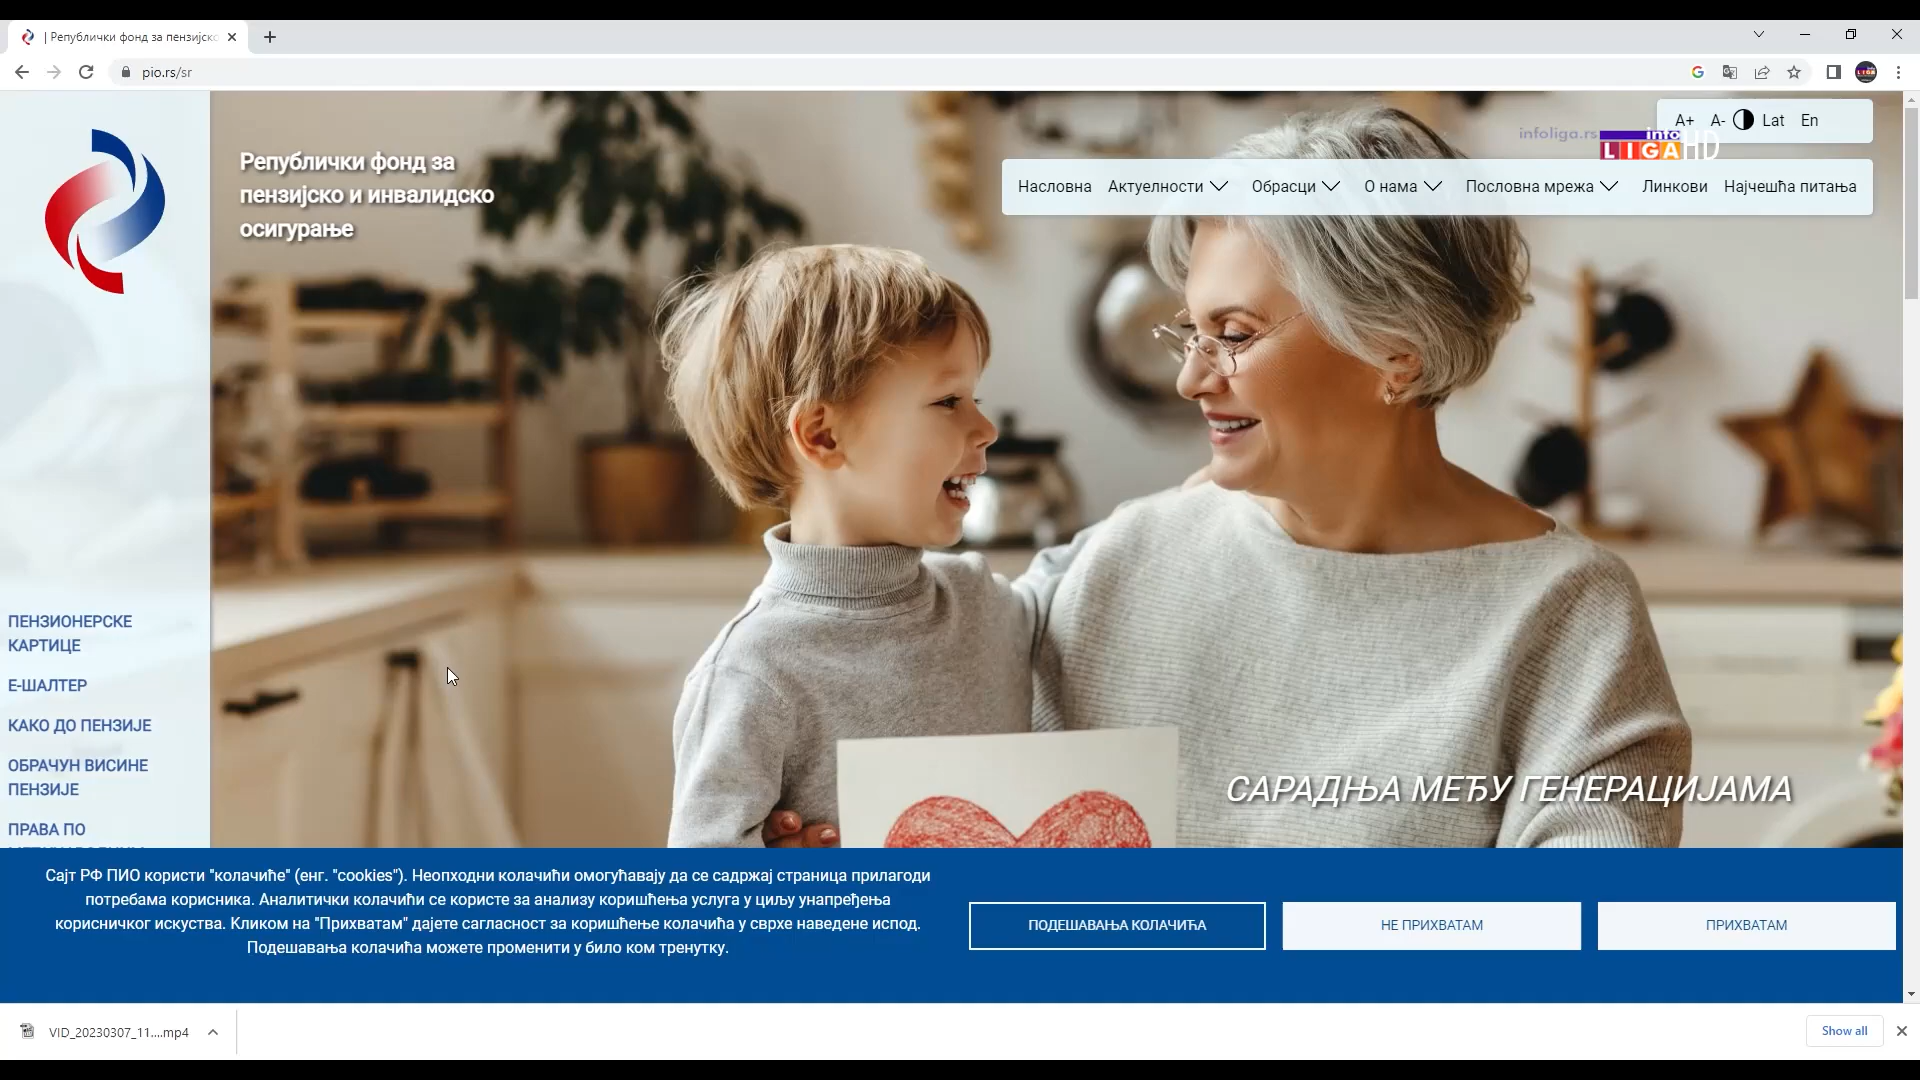 | Републички фонд за пензијско
pio.rs/sr
A+ A- Lat En
infoliga.rs info LIGA HD
Републички фонд за
пензијско и инвалидско
осигурање
Насловна Актуелности Обрасци О нама Пословна мрежа Линкови Најчешћа питања
ПЕНЗИОНЕРСКЕ
КАРТИЦЕ
Е-ШАЛТЕР
КАКО ДО ПЕНЗИЈЕ
ОБРАЧУН ВИСИНЕ
ПЕНЗИЈЕ
ПРАВА ПО
САРАДЊА МЕЂУ ГЕНЕРАЦИЈАМА
Сајт РФ ПИО користи "колачиће" (енг. "cookies"). Неопходни колачићи омогућавају да се садржај страница прилагоди
потребама корисника. Аналитички колачићи се користе за анализу коришћења услуга у циљу унапређења
корисничког искуства. Кликом на "Прихватам" дајете сагласност за коришћење колачића у сврхе наведене испод.
Подешавања колачића можете променити у било ком тренутку.
ПОДЕШАВАЊА КОЛАЧИЋА
НЕ ПРИХВАТАМ
ПРИХВАТАМ
VID_20230307_11....mp4
Show all